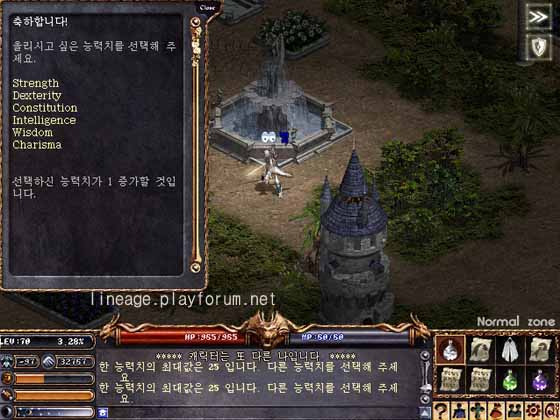 Close
축하합니다!
올리시고 싶은 능력치를 선택해 주
세요.
Strength
Dexterity
Constitution
Intelligence
Wisdom
Charisma
선택하신 능력치가 1 증가할 것입
니다.
lineage.playforum.net
Normal zone
LEV:70 3.28%
HP:965/965
MP:50/50
-97
32767
***** 캐릭터는 또 다른 나입니다 *****
한 능력치의 최대값은 25 입니다. 다른 능력치를 선택해 주세
요.
한 능력치의 최대값은 25 입니다. 다른 능력치를 선택해 주세
요.